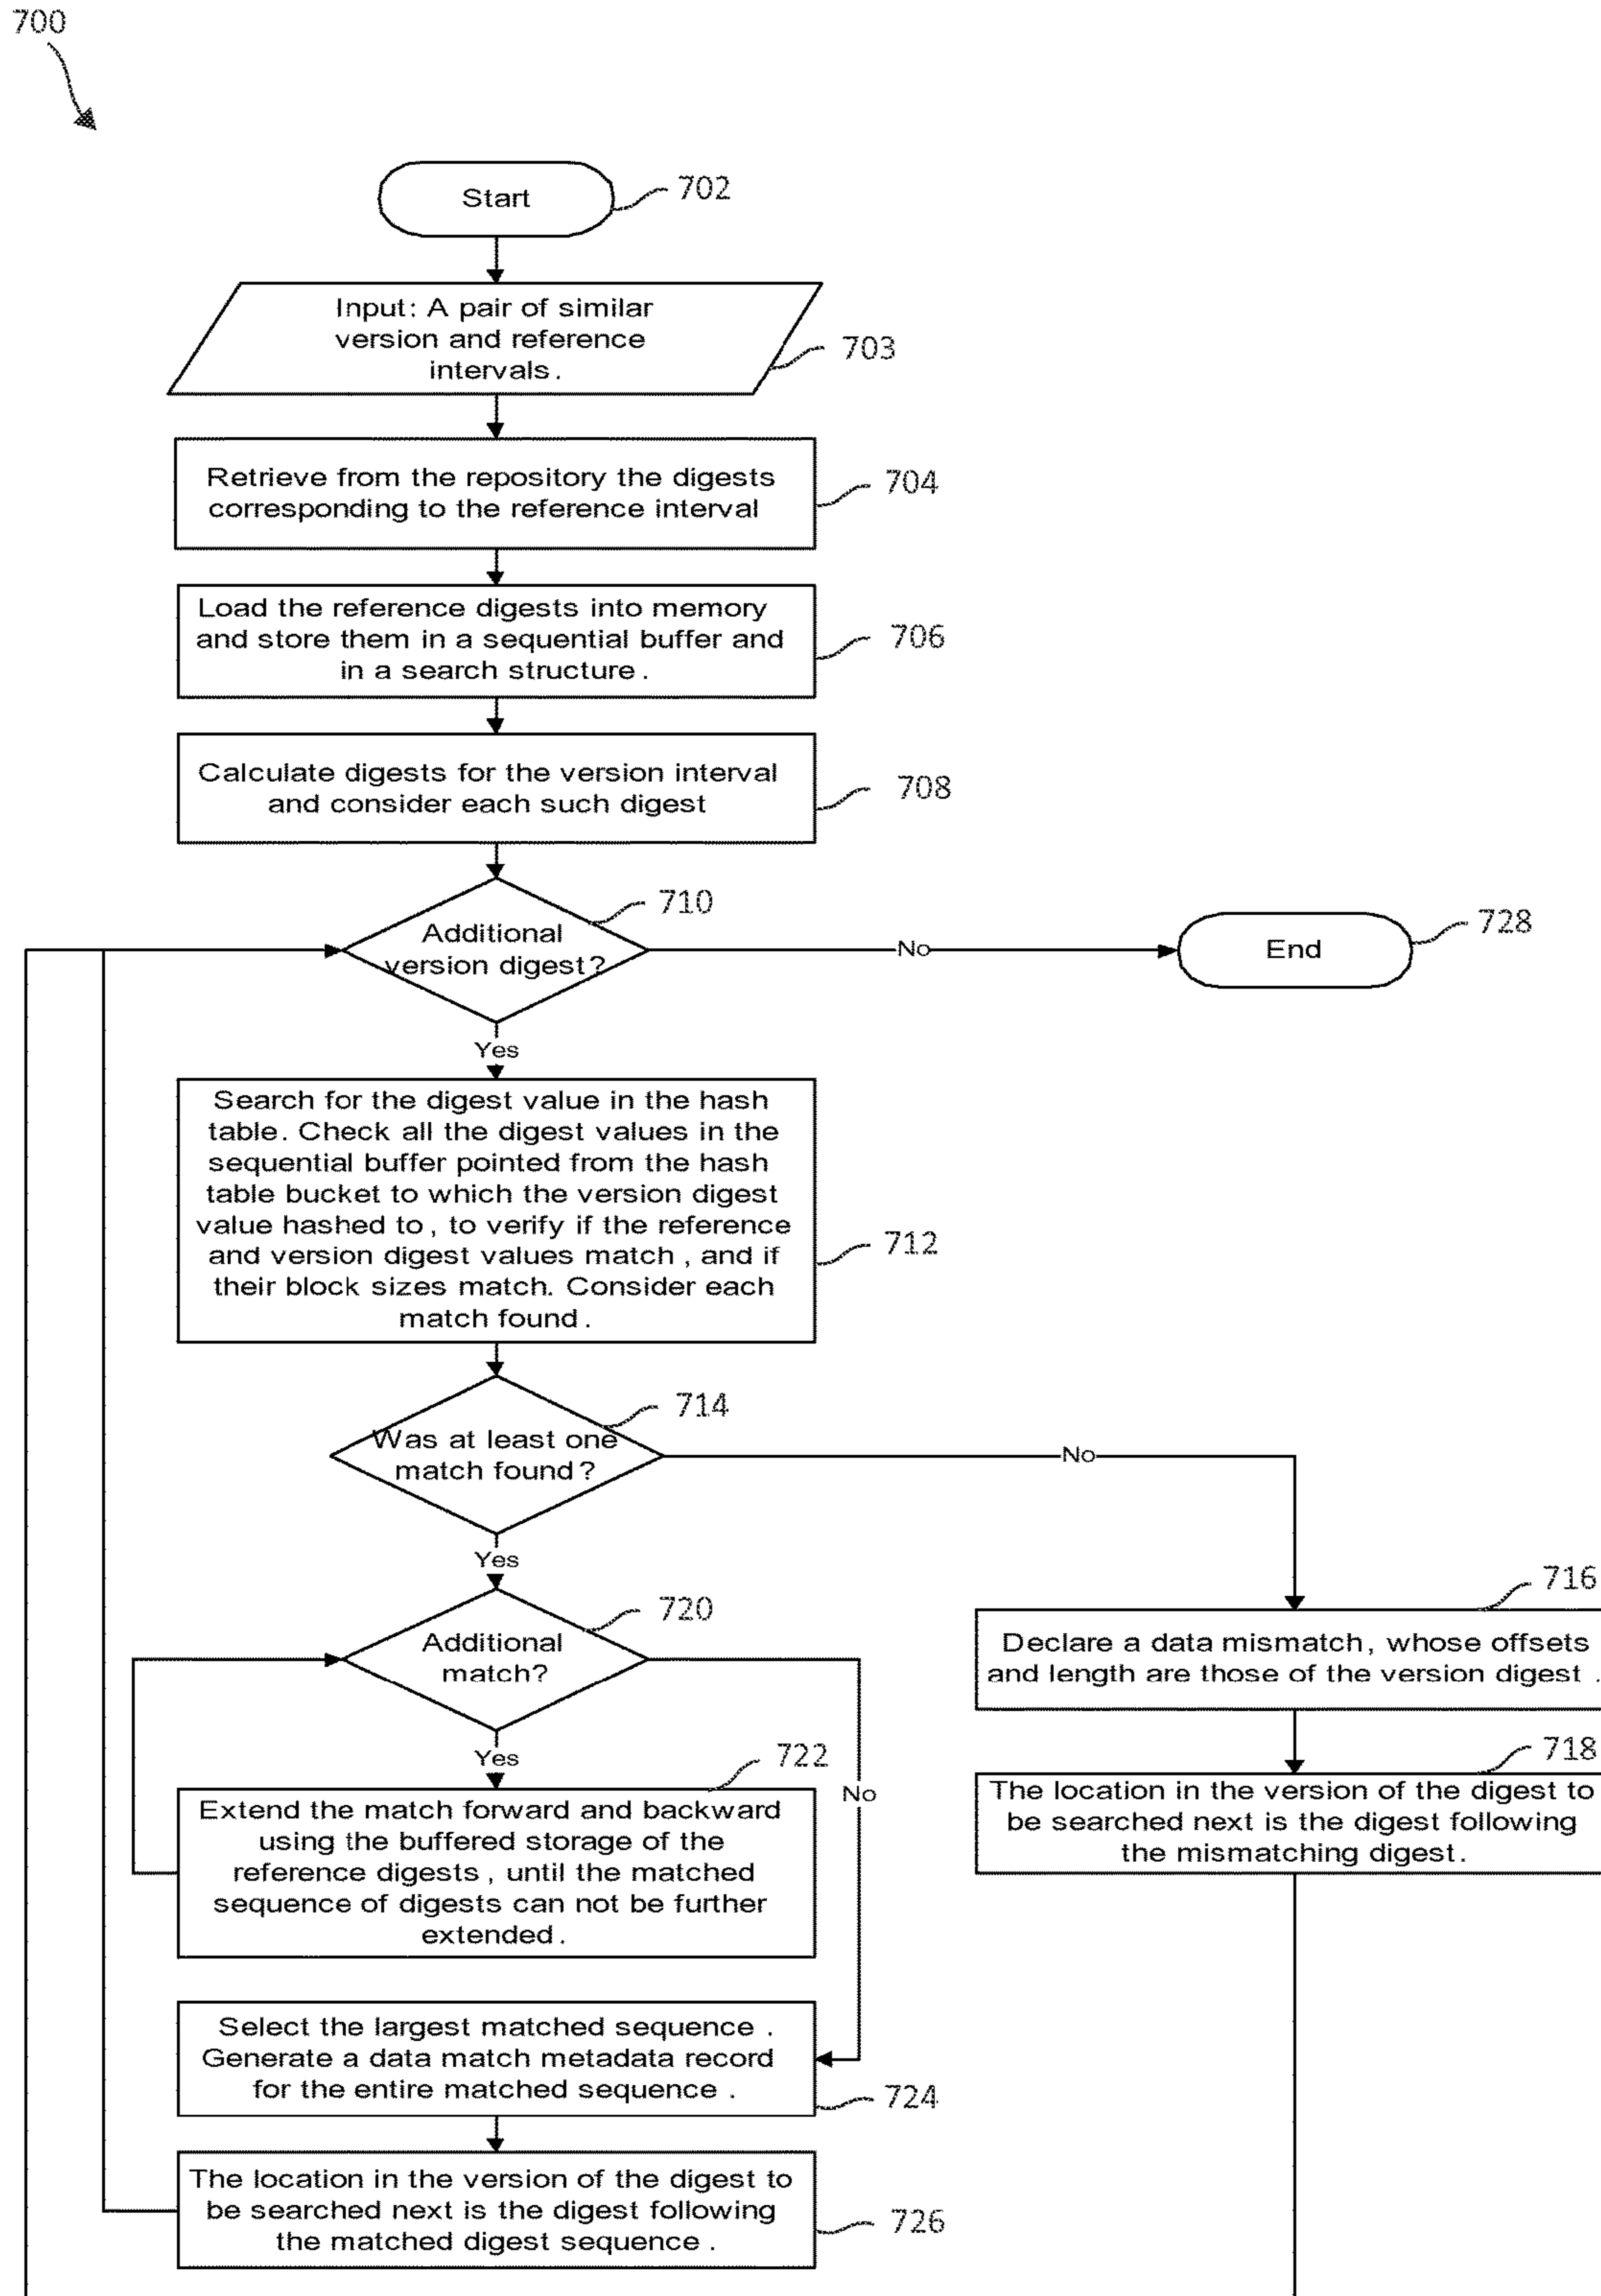 700
Start
702
Input: A pair of similar
version and reference
intervals.
703
Retrieve from the repository the digests
corresponding to the reference interval
704
Load the reference digests into memory
and store them in a sequential buffer and
in a search structure.
706
Calculate digests for the version interval
and consider each such digest
708
710
Additional
version digest?
No
End
728
Yes
Search for the digest value in the hash
table. Check all the digest values in the
sequential buffer pointed from the hash
table bucket to which the version digest
value hashed to, to verify if the reference
and version digest values match, and if
their block sizes match. Consider each
match found.
712
714
Was at least one
match found?
No
Yes
716
Declare a data mismatch, whose offsets
and length are those of the version digest.
718
The location in the version of the digest to
be searched next is the digest following
the mismatching digest.
720
Additional
match?
Yes
No
722
Extend the match forward and backward
using the buffered storage of the
reference digests, until the matched
sequence of digests can not be further
extended.
Select the largest matched sequence.
Generate a data match metadata record
for the entire matched sequence.
724
The location in the version of the digest to
be searched next is the digest following
the matched digest sequence.
726